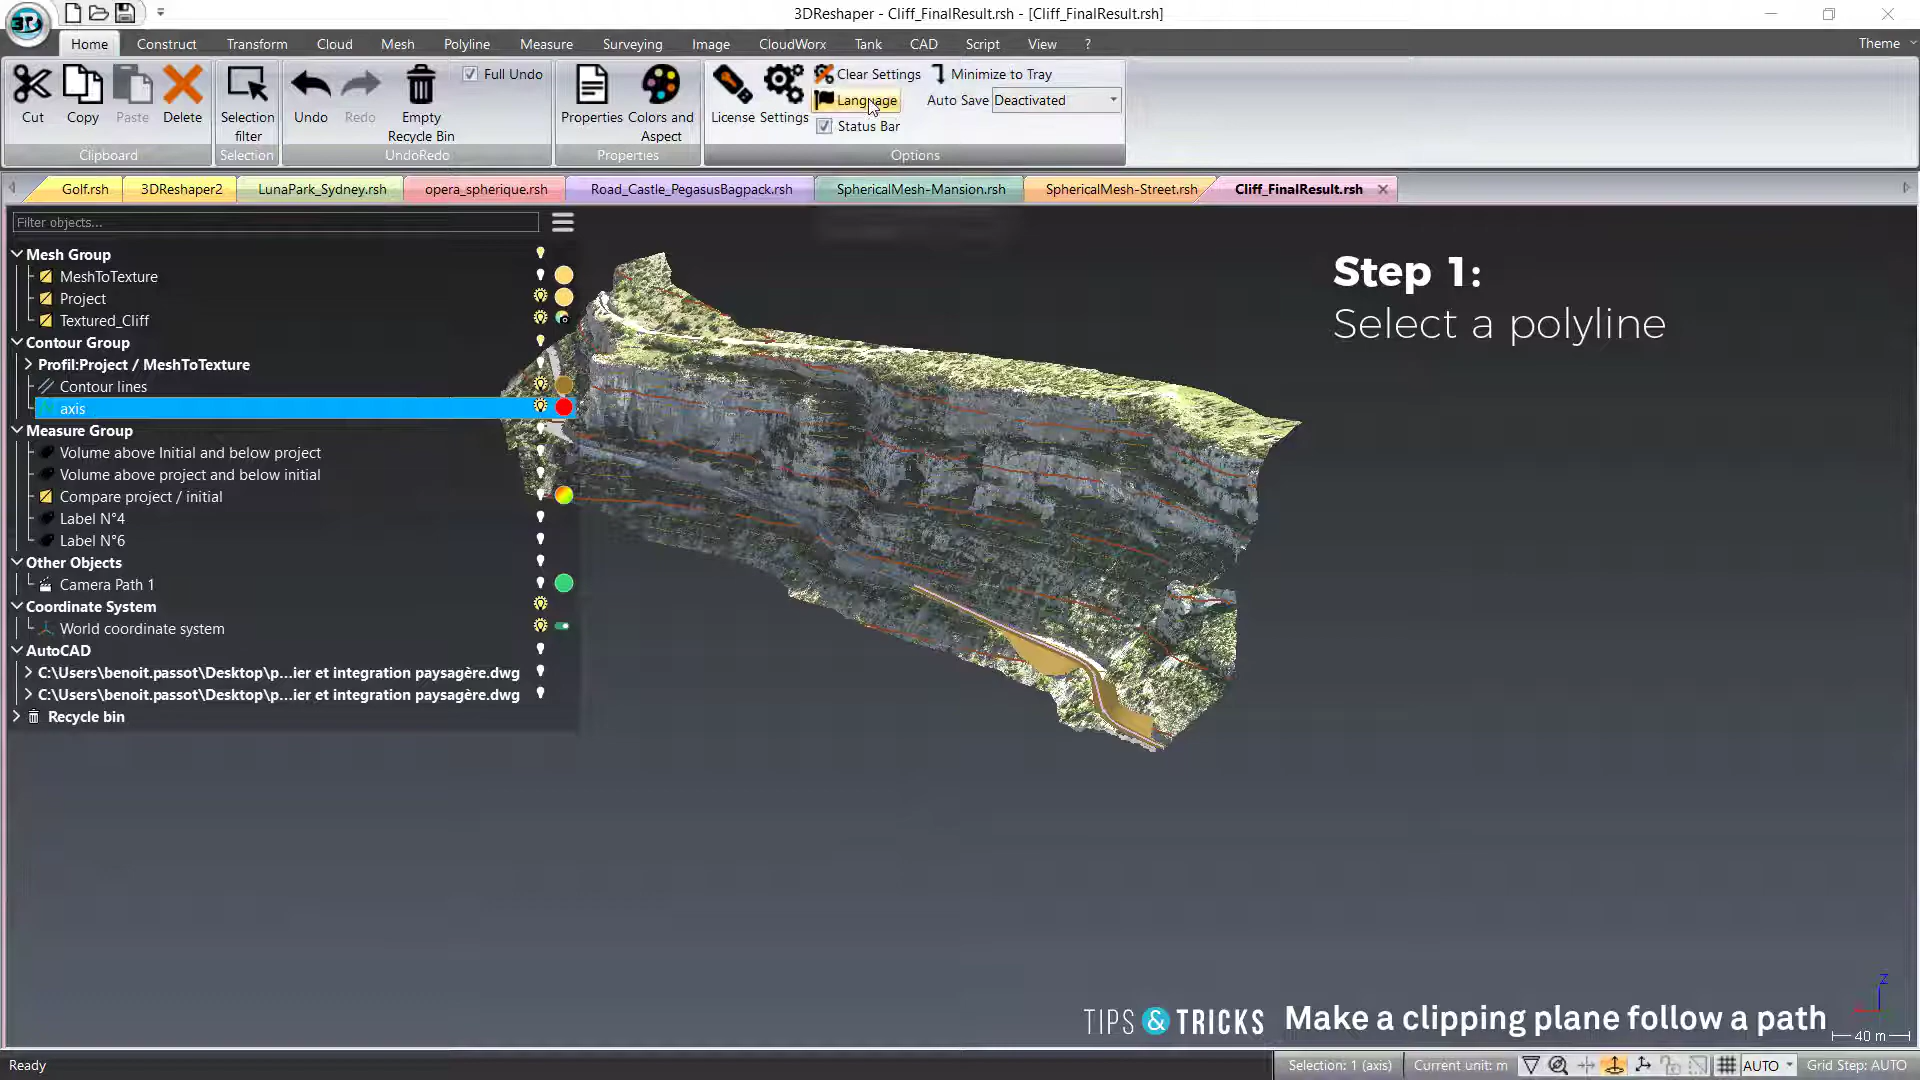 3DReshaper - Cliff_FinalResult.rsh - [Cliff_FinalResult.rsh]
Home Construct Transform Cloud Mesh Polyline Measure Surveying Image CloudWorx Tank CAD Script View ? Theme
Cut Copy Paste Delete
Clipboard
Selection filter
Selection
Undo Redo Empty Recycle Bin Full Undo
UndoRedo
Properties Colors and Aspect
Properties
License Settings Clear Settings Minimize to Tray
Language Auto Save Deactivated
Status Bar
Options
Golf.rsh 3DReshaper2 LunaPark_Sydney.rsh opera_spherique.rsh Road_Castle_PegasusBagpack.rsh SphericalMesh-Mansion.rsh SphericalMesh-Street.rsh Cliff_FinalResult.rsh
Filter objects...
Mesh Group
MeshToTexture
Project
Textured_Cliff
Contour Group
Profil:Project / MeshToTexture
Contour lines
axis
Measure Group
Volume above Initial and below project
Volume above project and below initial
Compare project / initial
Label N°4
Label N°6
Other Objects
Camera Path 1
Coordinate System
World coordinate system
AutoCAD
C:\Users\benoit.passot\Desktop\p...ier et integration paysagère.dwg
C:\Users\benoit.passot\Desktop\p...ier et integration paysagère.dwg
Recycle bin
Step 1:
Select a polyline
TIPS & TRICKS Make a clipping plane follow a path
Z
40 m
Ready Selection: 1 (axis) Current unit: m AUTO Grid Step: AUTO